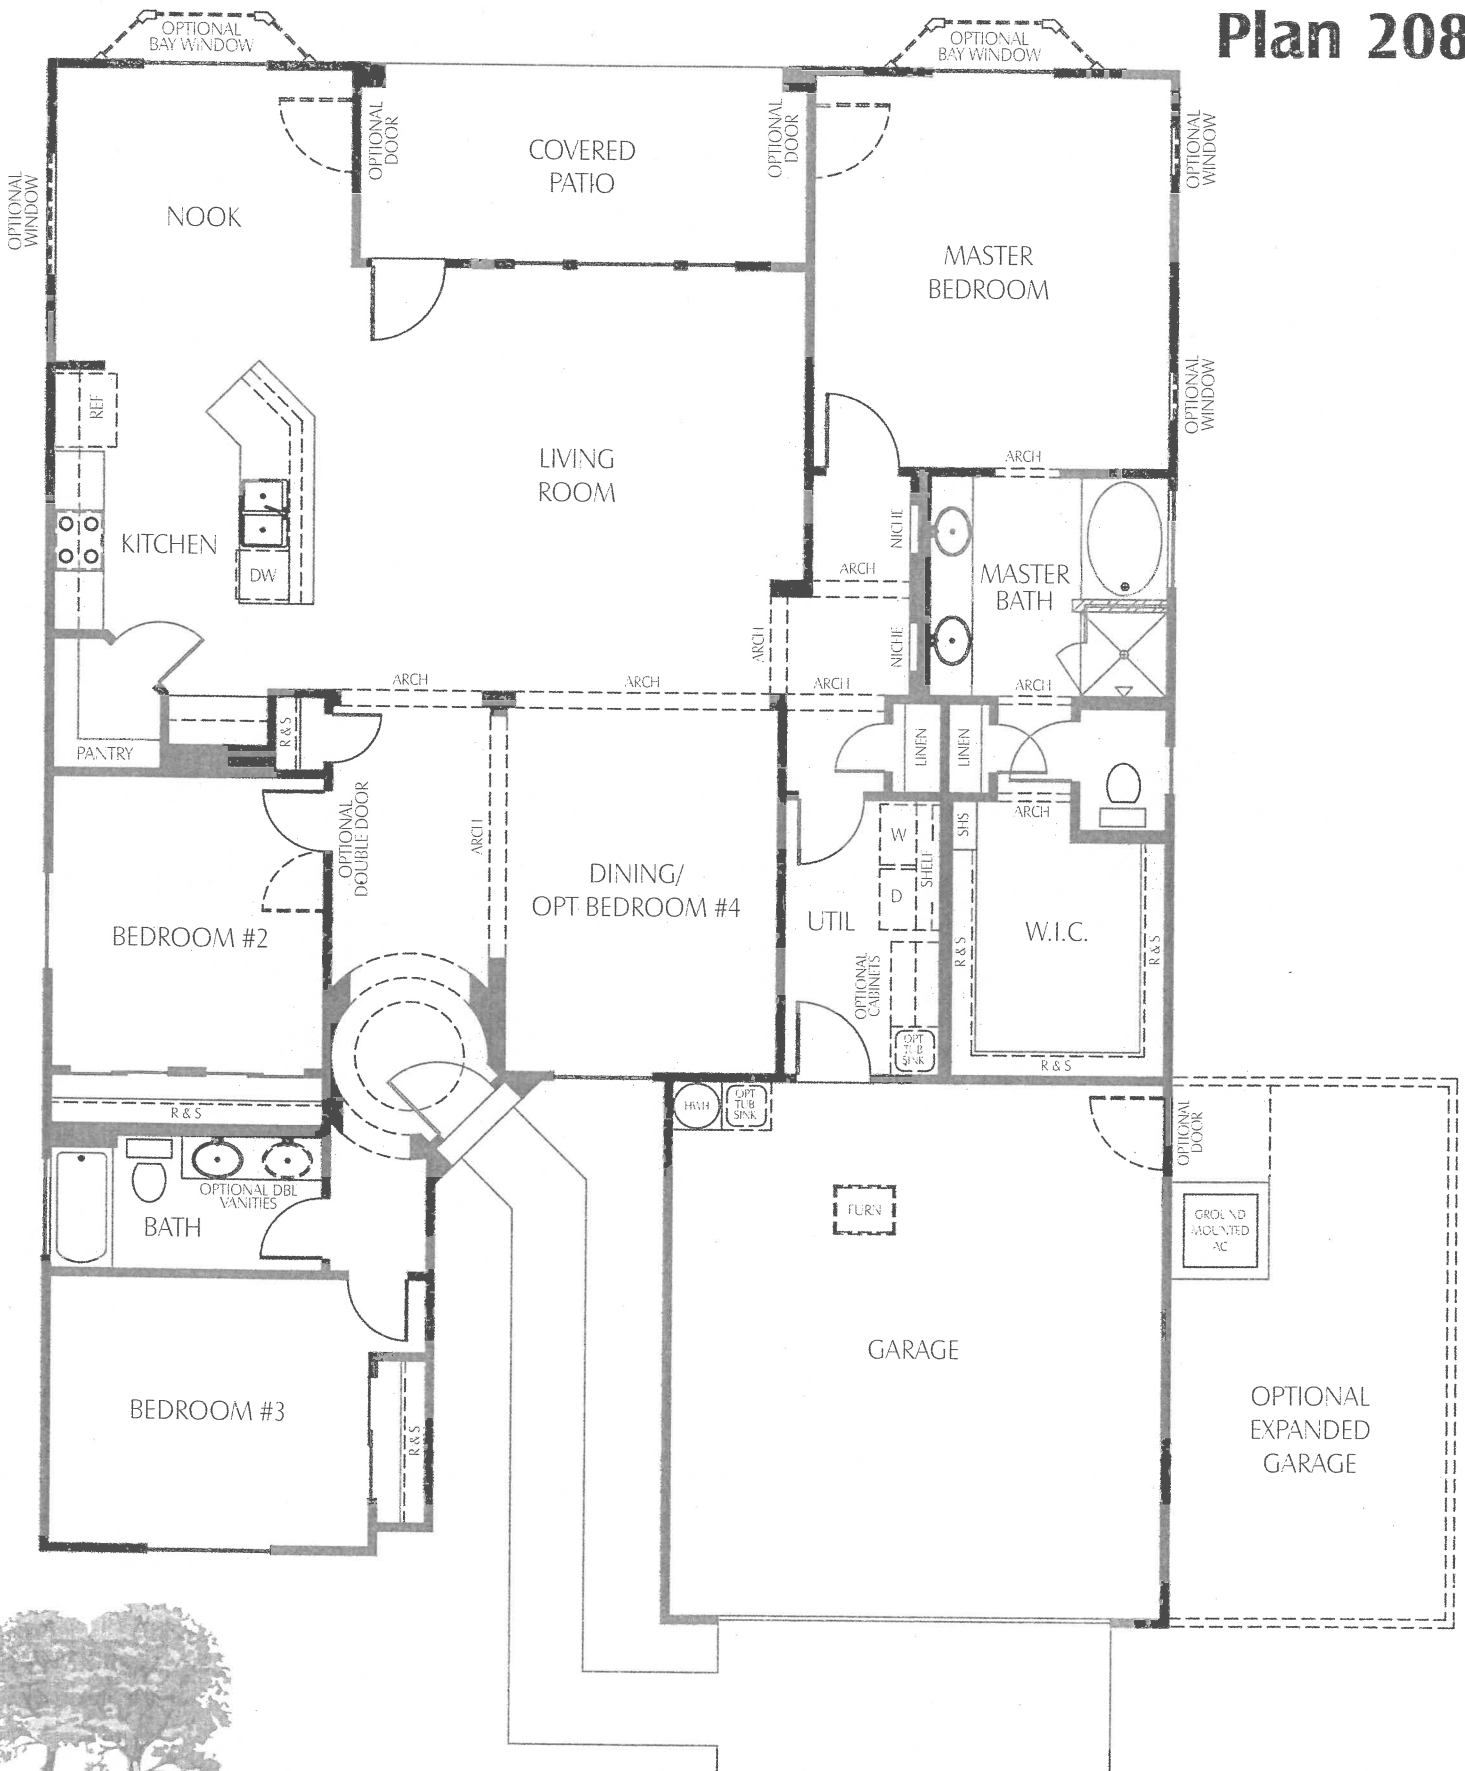 Plan 208
OPTIONAL
BAY WINDOW
OPTIONAL
BAY WINDOW
OPTIONAL
DOOR
COVERED
PATIO
OPTIONAL
DOOR
OPTIONAL
WINDOW
OPTIONAL
WINDOW
NOOK
MASTER
BEDROOM
REF
OPTIONAL
WINDOW
LIVING
ROOM
ARCH
KITCHEN
DW
NICHE
ARCH
MASTER
BATH
NICHE
ARCH
ARCH
ARCH
ARCH
ARCH
R & S
PANTRY
LINEN
LINEN
OPTIONAL
DOUBLE DOOR
ARCH
ARCH
W
SHELF
D
SHS
DINING/
OPT BEDROOM #4
UTIL
W.I.C.
R & S
R & S
BEDROOM #2
OPTIONAL
CABINETS
OPT
TUB
SINK
R & S
R & S
HWH
OPT
TUB
SINK
OPTIONAL
DOOR
OPTIONAL DBL
VANITIES
BATH
FURN
GROUND
MOUNTED
AC
GARAGE
BEDROOM #3
R & S
OPTIONAL
EXPANDED
GARAGE